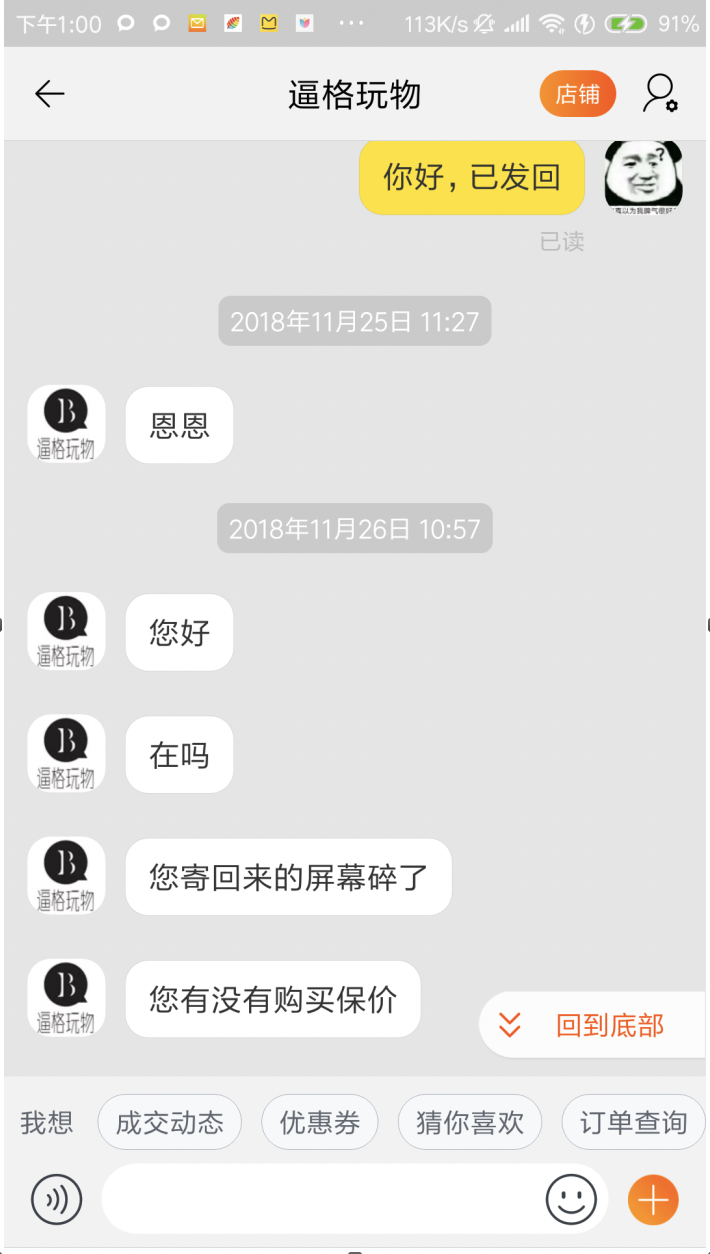 下午1:00
113K/s
91%
逼格玩物
店铺
你好，已发回
已读
2018年11月25日 11:27
B
逼格玩物
恩恩
2018年11月26日 10:57
B
逼格玩物
您好
B
逼格玩物
在吗
B
逼格玩物
您寄回来的屏幕碎了
B
逼格玩物
您有没有购买保价
回到底部
我想 成交动态 优惠券 猜你喜欢 订单查询